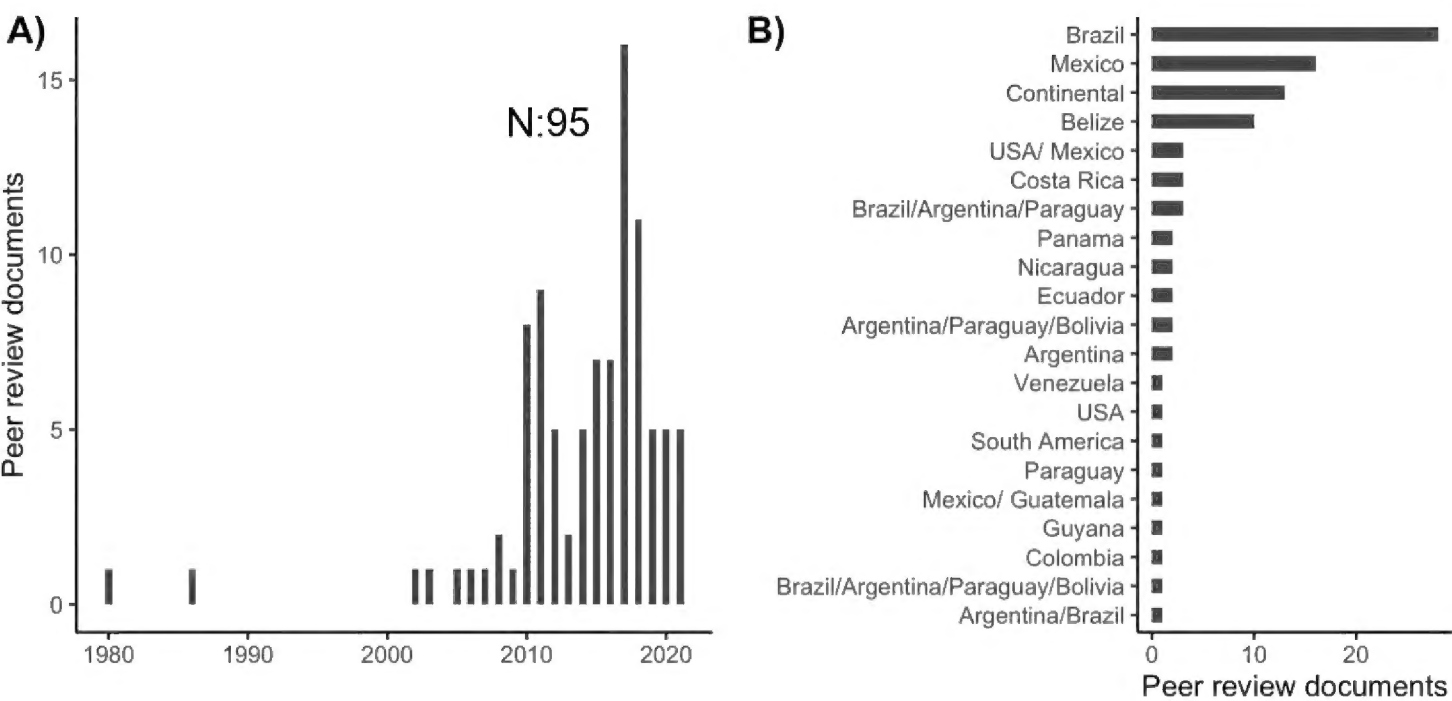 A)
Peer review documents
15
10
5
0
N:95
1980
1990
2000
2010
2020
B)
Brazil
Mexico
Continental
Belize
USA/ Mexico
Costa Rica
Brazil/Argentina/Paraguay
Panama
Nicaragua
Ecuador
Argentina/Paraguay/Bolivia
Argentina
Venezuela
USA
South America
Paraguay
Mexico/ Guatemala
Guyana
Colombia
Brazil/Argentina/Paraguay/Bolivia
Argentina/Brazil
0
10
20
Peer review documents